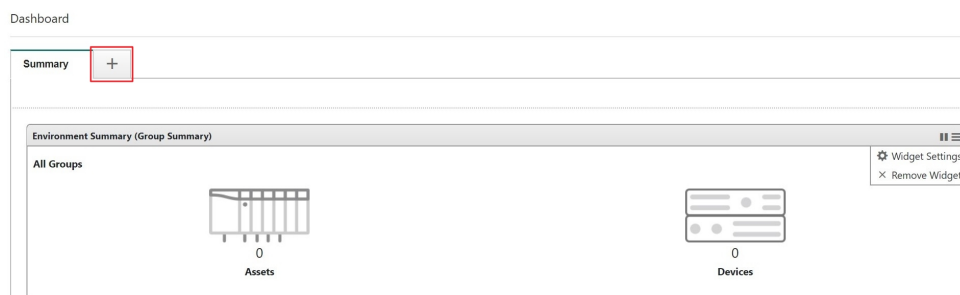 Dashboard
Summary +
Environment Summary (Group Summary)
Widget Settings
All Groups
Remove Widget
0 0
Assets Devices